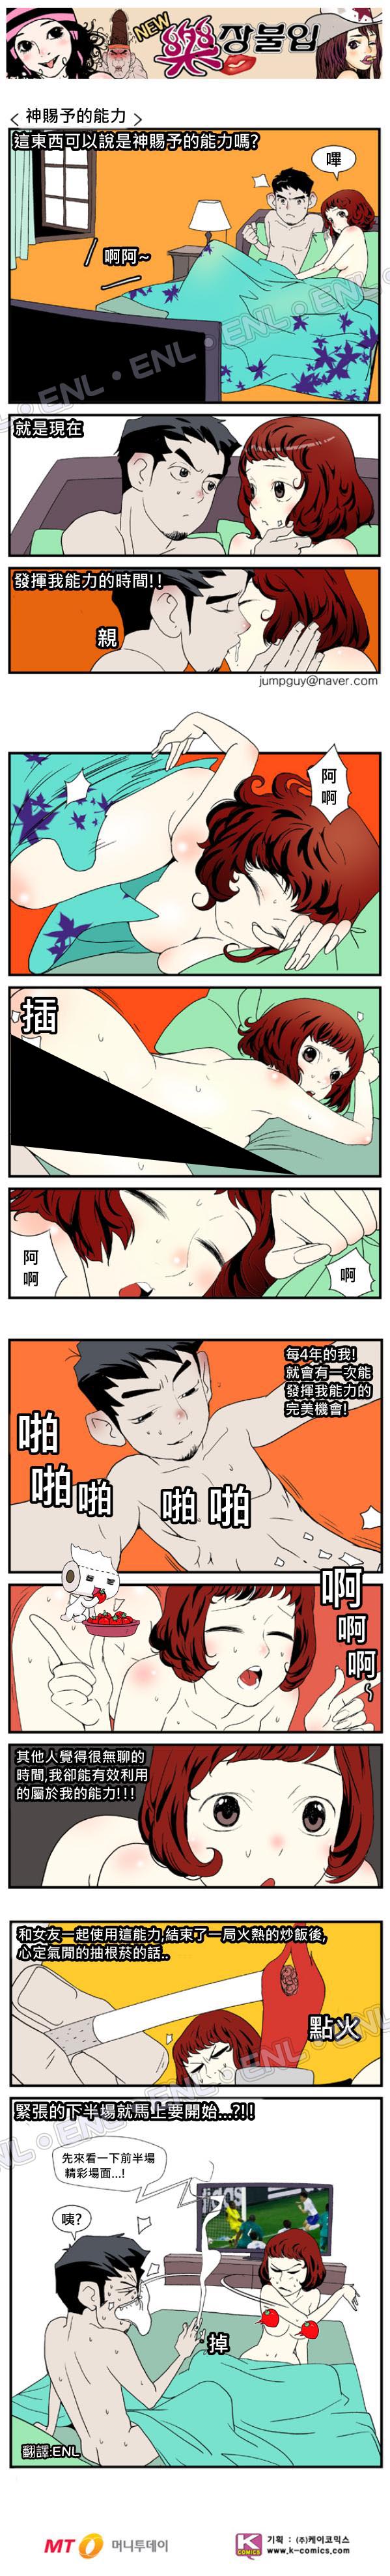 NEW 樂장불입
< 神賜予的能力 >
這東西可以說是神賜予的能力嗎?
嗶
啊阿~
ENL • ENL • ENL • ENL
就是現在
發揮我能力的時間!!
親
jumpguy@naver.com
阿
啊
插
阿
啊
啊
每4年的我!
就會有一次能
發揮我能力的
完美機會!
啪
啪
啪
啪
啪
啊
啊
啊~
其他人覺得很無聊的
時間,我卻能有效利用
的屬於我的能力!!!
和女友一起使用這能力,結束了一局火熱的炒飯後,
心定氣閒的抽根菸的話..
點火
ENL • ENL • ENL • ENL
緊張的下半場就馬上要開始...?!!
先來看一下前半場
精彩場面...!
咦?
掉
翻譯:ENL
MT 머니투데이
K COMICS
기획 : (주)케이코믹스
www.k-comics.com